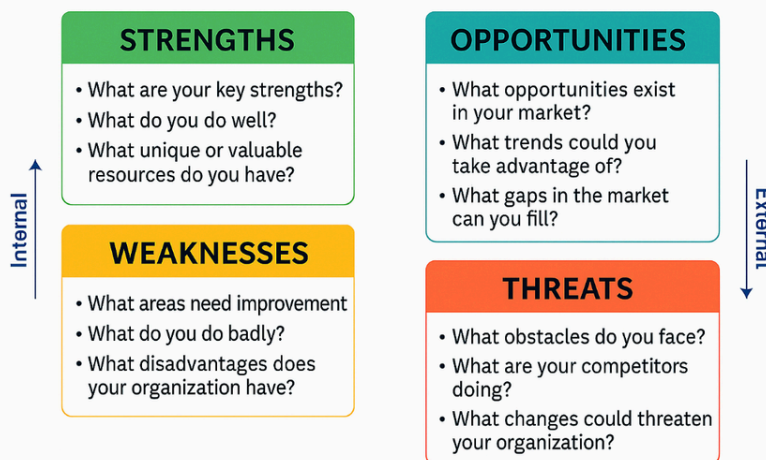 STRENGTHS
• What are your key strengths?
• What do you do well?
• What unique or valuable
resources do you have?
Internal
WEAKNESSES
• What areas need improvement
• What do you do badly?
• What disadvantages does
your organization have?
OPPORTUNITIES
• What opportunities exist
in your market?
• What trends could you
take advantage of?
• What gaps in the market
can you fill?
External
THREATS
• What obstacles do you face?
• What are your competitors
doing?
• What changes could threaten
your organization?